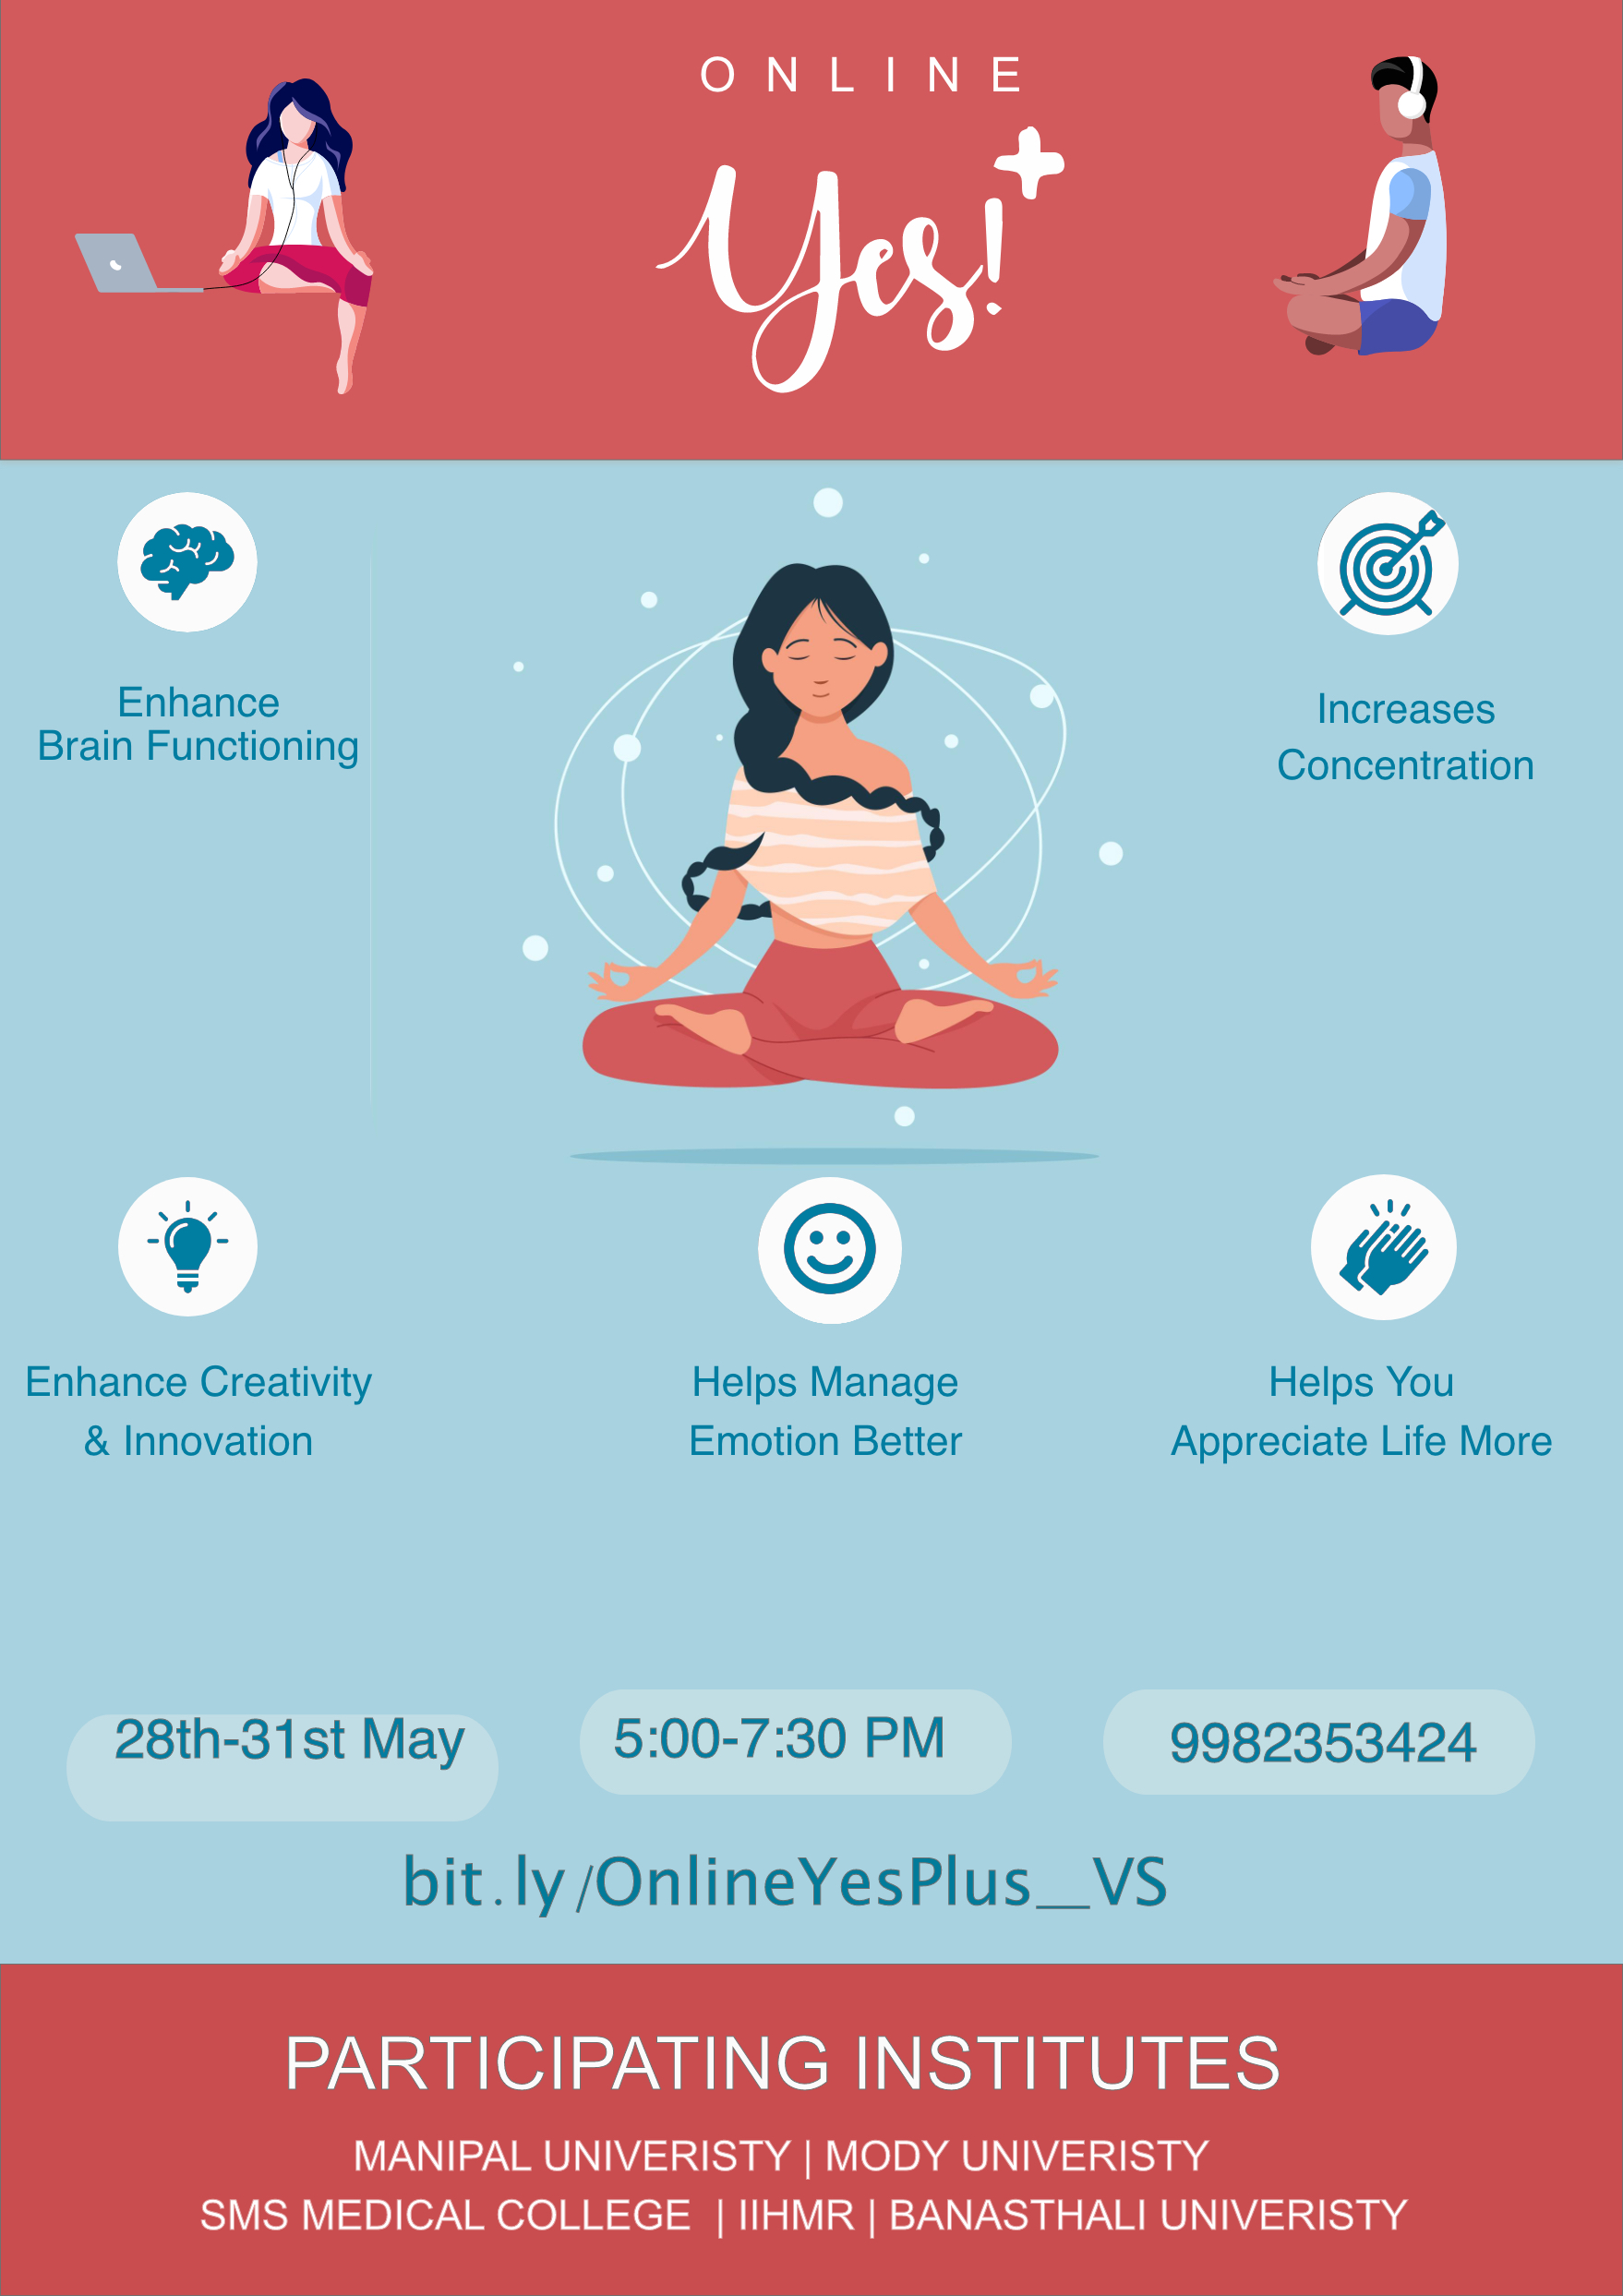 ONLINE
Yes!+
Enhance
Brain Functioning
Increases
Concentration
Enhance Creativity
& Innovation
Helps Manage
Emotion Better
Helps You
Appreciate Life More
28th-31st May
5:00-7:30 PM
9982353424
bit.ly/OnlineYesPlus__VS
PARTICIPATING INSTITUTES
MANIPAL UNIVERISTY | MODY UNIVERISTY
SMS MEDICAL COLLEGE | IIHMR | BANASTHALI UNIVERISTY